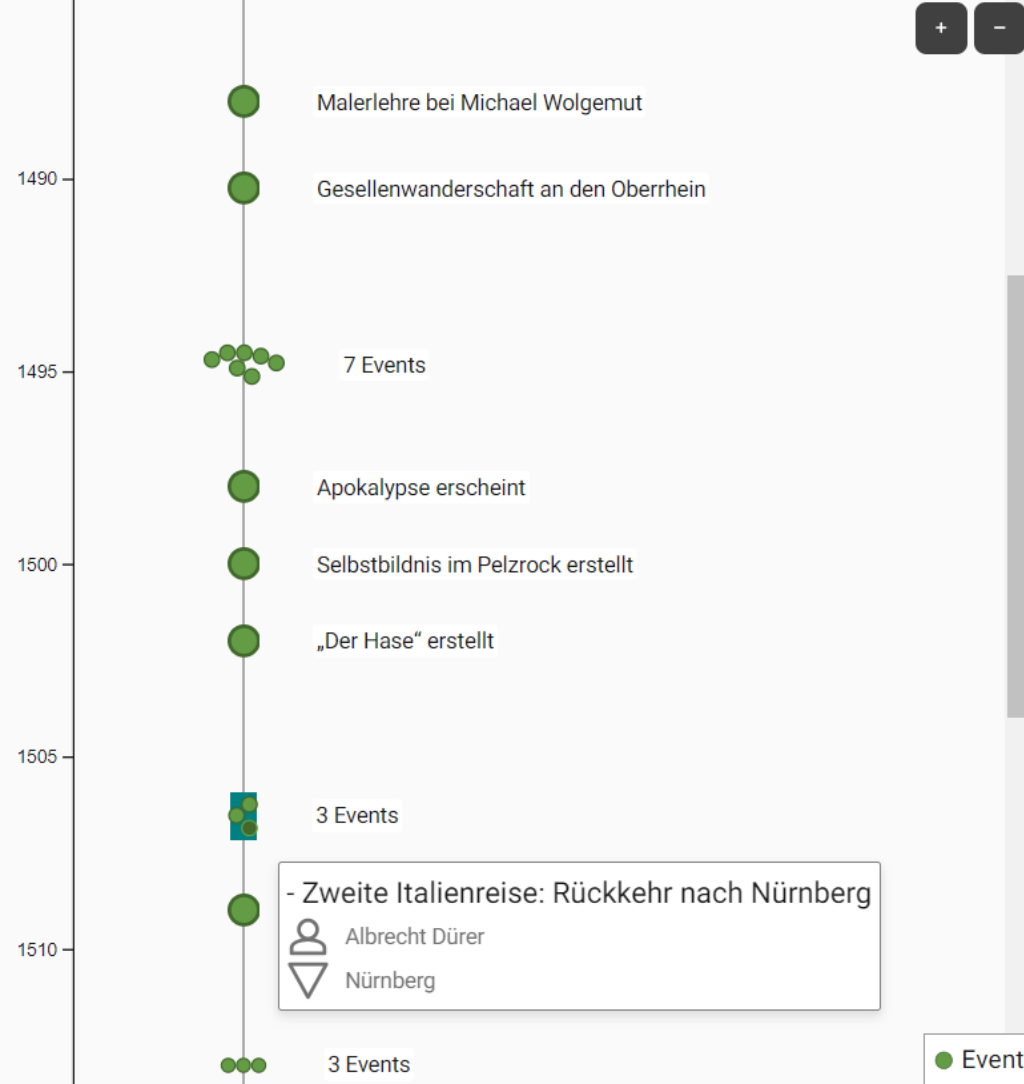 + −
Malerlehre bei Michael Wolgemut
1490
Gesellenwanderschaft an den Oberrhein
7 Events
1495
Apokalypse erscheint
1500
Selbstbildnis im Pelzrock erstellt
„Der Hase“ erstellt
1505
3 Events
- Zweite Italienreise: Rückkehr nach Nürnberg
Albrecht Dürer
1510
Nürnberg
3 Events
Event